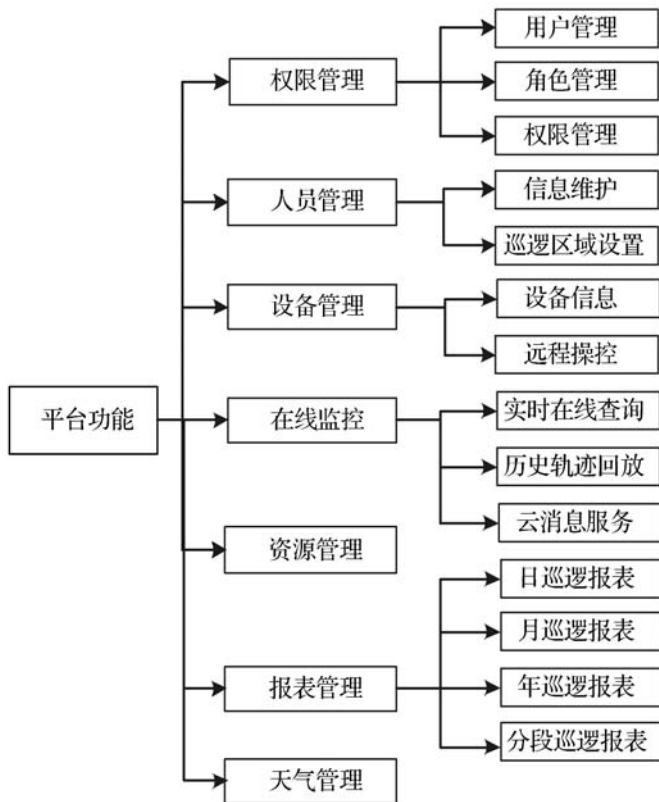 平台功能
权限管理
用户管理
角色管理
权限管理
人员管理
信息维护
巡逻区域设置
设备管理
设备信息
远程操控
在线监控
实时在线查询
历史轨迹回放
云消息服务
资源管理
报表管理
日巡逻报表
月巡逻报表
年巡逻报表
分段巡逻报表
天气管理